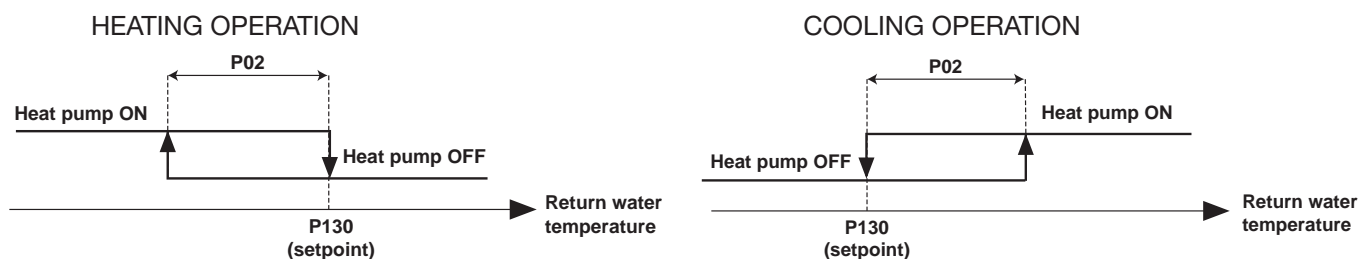 HEATING OPERATION
P02
Heat pump ON
Heat pump OFF
Return water
temperature
P130
(setpoint)
COOLING OPERATION
P02
Heat pump ON
Heat pump OFF
Return water
temperature
P130
(setpoint)